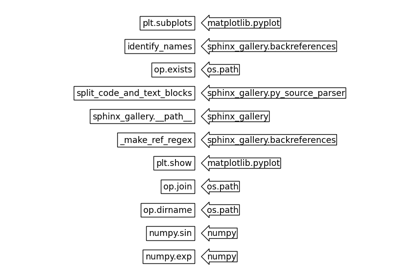 plt.subplots matplotlib.pyplot
identify_names sphinx_gallery.backreferences
op.exists os.path
split_code_and_text_blocks sphinx_gallery.py_source_parser
sphinx_gallery.__path__ sphinx_gallery
_make_ref_regex sphinx_gallery.backreferences
plt.show matplotlib.pyplot
op.join os.path
op.dirname os.path
numpy.sin numpy
numpy.exp numpy